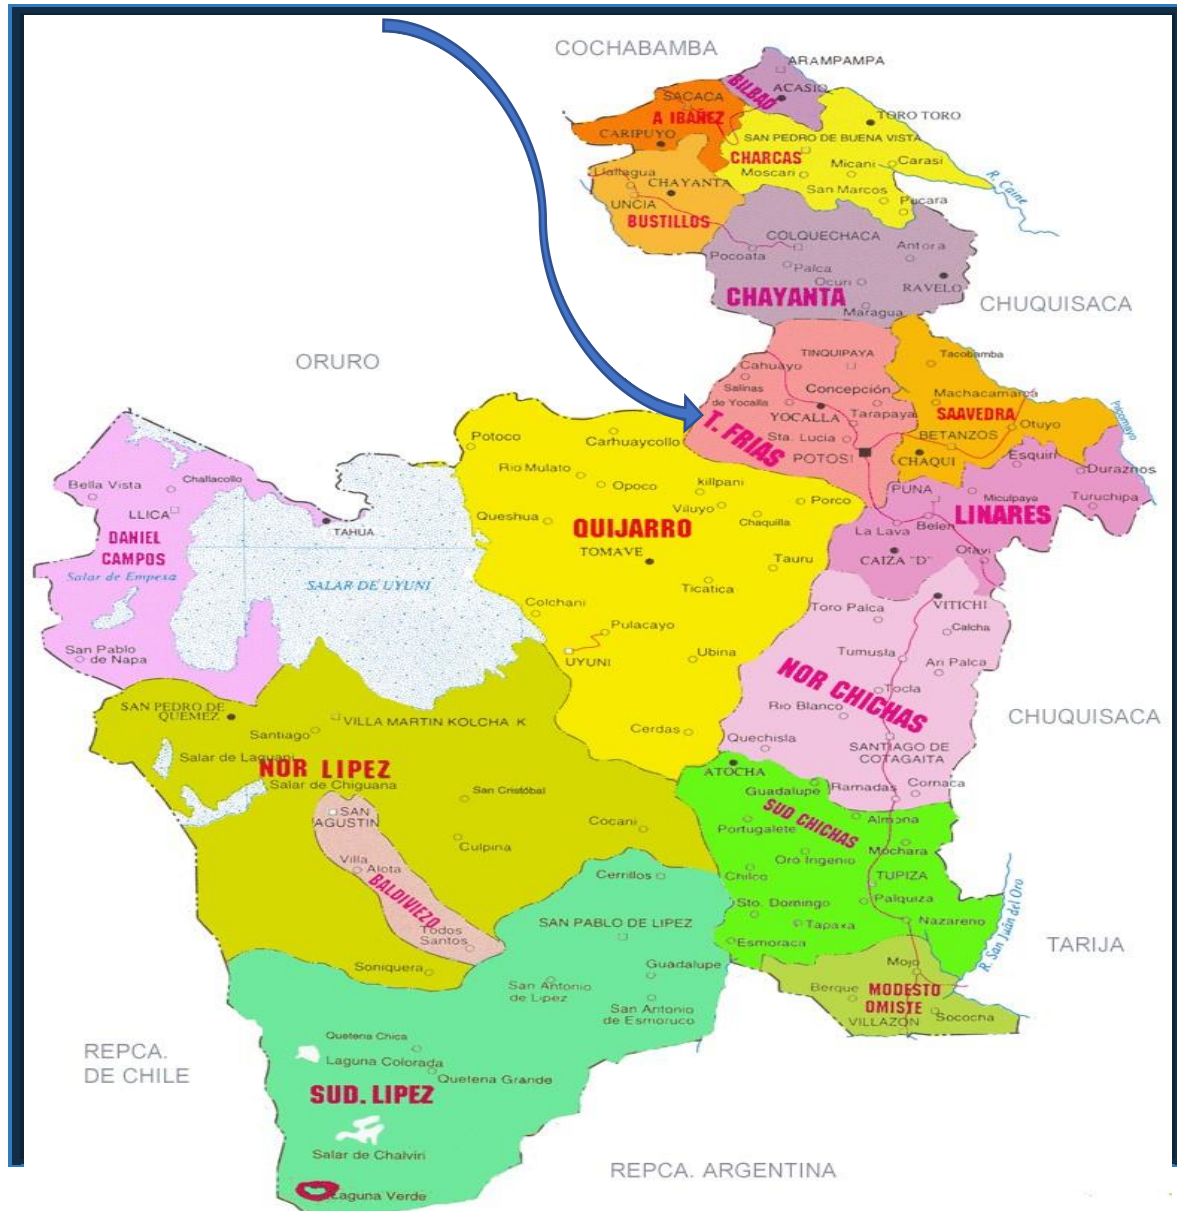 COCHABAMBA
ARAMPAMPA
BILBAO
ACASIO
SACACA
A IBAÑEZ
TORO TORO
CARIPUYO
SAN PEDRO DE BUENA VISTA
CHARCAS
Micani
Carasi
Moscari
R. Caine
Llallagua
CHAYANTA
San Marcos
Pucara
UNCIA
BUSTILLOS
COLQUECHACA
Antora
Pocoata
Palca
Ocuri
RAVELO
CHAYANTA
Maragua
CHUQUISACA
ORURO
TINQUIPAYA
Tacobamba
Cahuayo
Salinas
de Yocalla
Concepción
Machacamarca
Pilcomayo
YOCALLA
Tarapaya
SAAVEDRA
T. FRIAS
Otuyo
Potoco
Carhuaycollo
Sta. Lucia
BETANZOS
POTOSI
CHAQUI
Esquiri
Duraznos
Rio Mulato
Opoco
killpani
Porco
PUNA
Miculpaya
Turuchipa
Bella Vista
Challacollo
LLICA
Viluyo
Chaquilla
LINARES
Queshua
QUIJARRO
Belen
La Lava
TAHUA
DANIEL
CAMPOS
TOMAVE
Tauru
CAIZA "D"
Otavi
Salar de Empesa
SALAR DE UYUNI
Ticatica
Colchani
Toro Palca
VITICHI
Pulacayo
Calcha
San Pablo
de Napa
UYUNI
Ubina
Tumusla
Ari Palca
NOR CHICHAS
Tocla
SAN PEDRO DE
QUEMEZ
VILLA MARTIN KOLCHA K
Rio Blanco
CHUQUISACA
Santiago
Cerdas
Quechisla
SANTIAGO DE
COTAGAITA
Salar de Laguani
NOR LIPEZ
ATOCHA
Salar de Chiguana
San Cristóbal
Guadalupe
Ramadas
Cornaca
SAN
AGUSTIN
SUD CHICHAS
Almona
Cocani
Portugalete
Culpina
Mochara
Villa
Alota
Oro Ingenio
BALDIVIEZO
Cerrillos
Chilco
TUPIZA
Palquiza
Sto. Domingo
SAN PABLO DE LIPEZ
Tapaxa
Nazareno
R. San Juán del Oro
Todos
Santos
Esmoraca
TARIJA
Soniquera
Guadalupe
Mojo
San Antonio
de Lipez
Berque
MODESTO
OMISTE
San Antonio
de Esmoruco
VILLAZON
Sococha
Quetena Chica
REPCA.
DE CHILE
Laguna Colorada
Quetena Grande
SUD. LIPEZ
Salar de Chalviri
REPCA. ARGENTINA
Laguna Verde